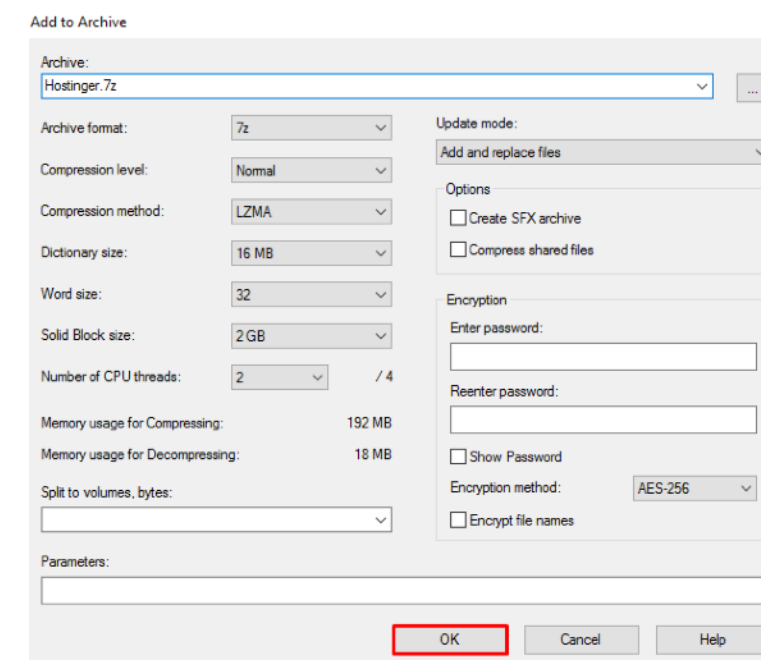 Add to Archive
Archive:
Hostinger.7z
...
Archive format: 7z
Compression level: Normal
Compression method: LZMA
Dictionary size: 16 MB
Word size: 32
Solid Block size: 2 GB
Number of CPU threads: 2 / 4
Memory usage for Compressing: 192 MB
Memory usage for Decompressing: 18 MB
Split to volumes, bytes:
Update mode:
Add and replace files
Options
Create SFX archive
Compress shared files
Encryption
Enter password:
Reenter password:
Show Password
Encryption method: AES-256
Encrypt file names
Parameters:
OK Cancel Help